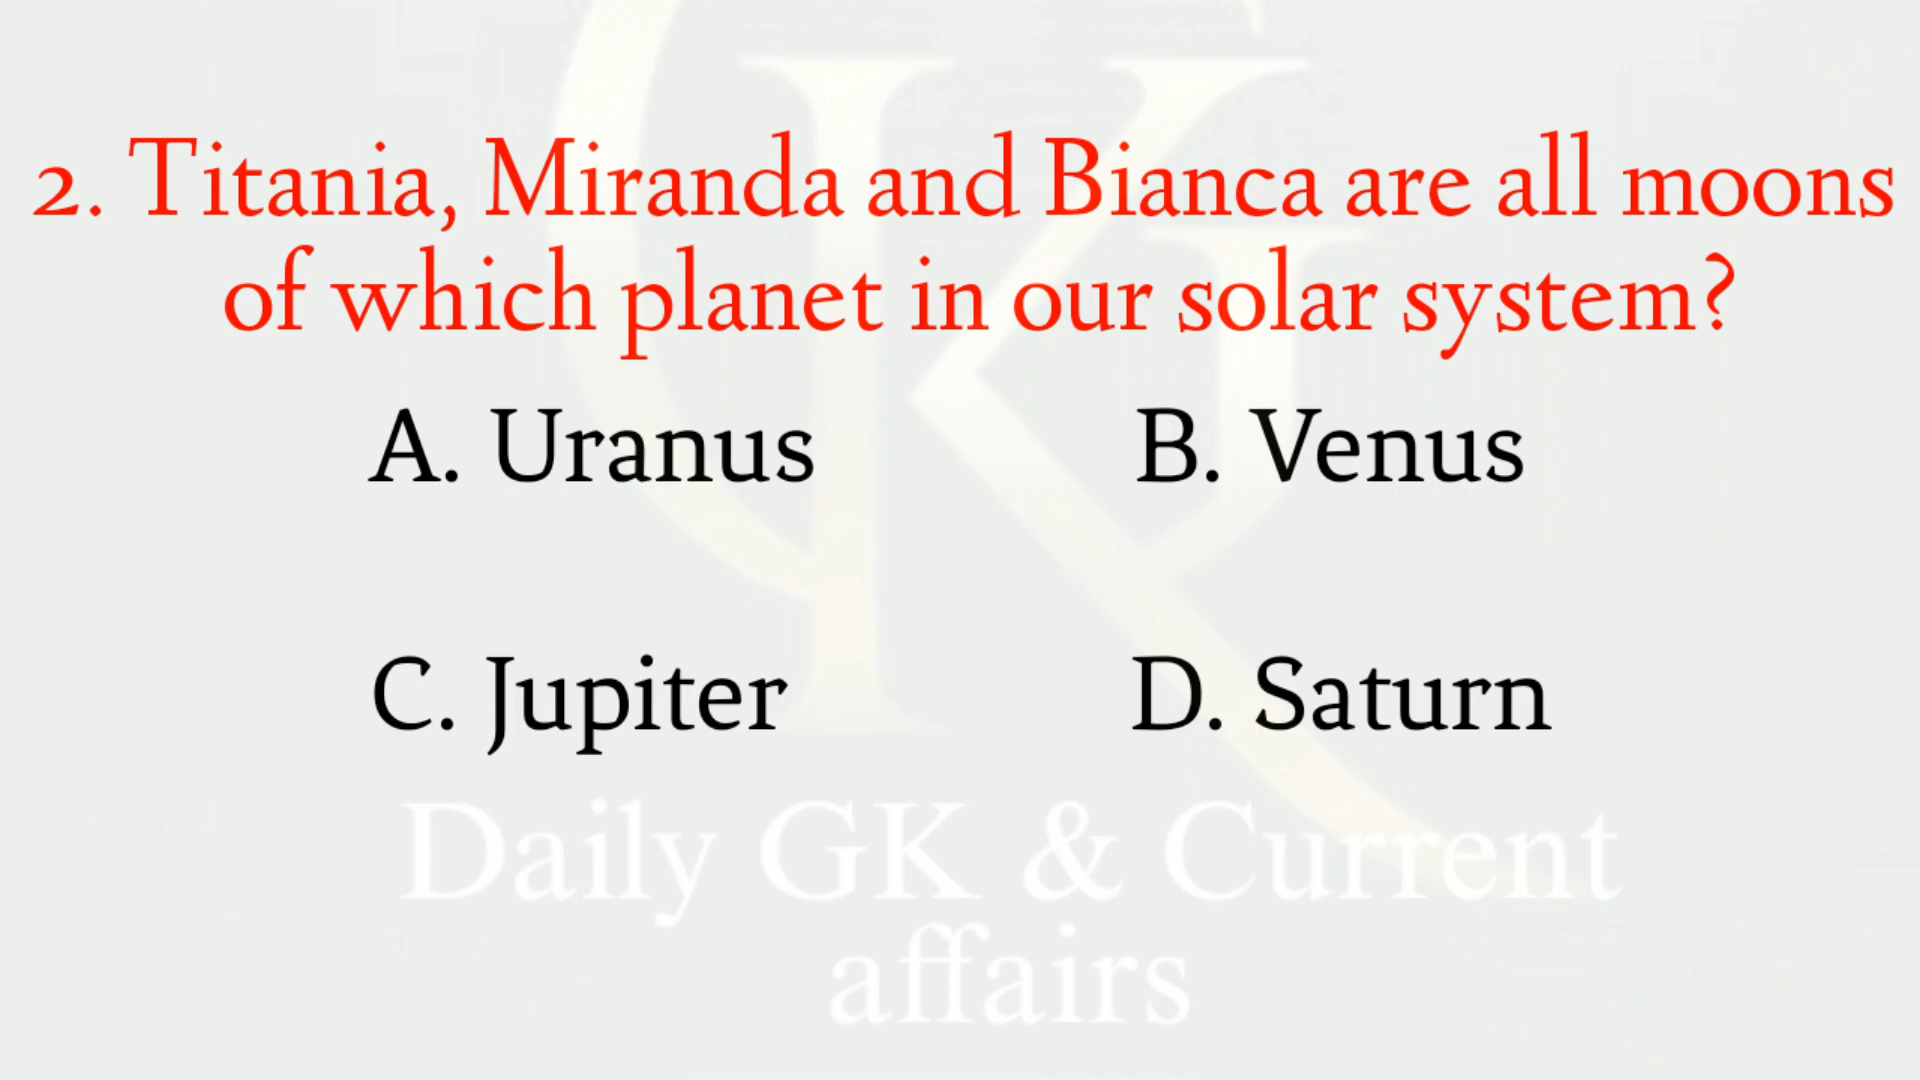 2. Titania, Miranda and Bianca are all moons
of which planet in our solar system?
A. Uranus
B. Venus
C. Jupiter
D. Saturn
Daily GK & Current
affairs